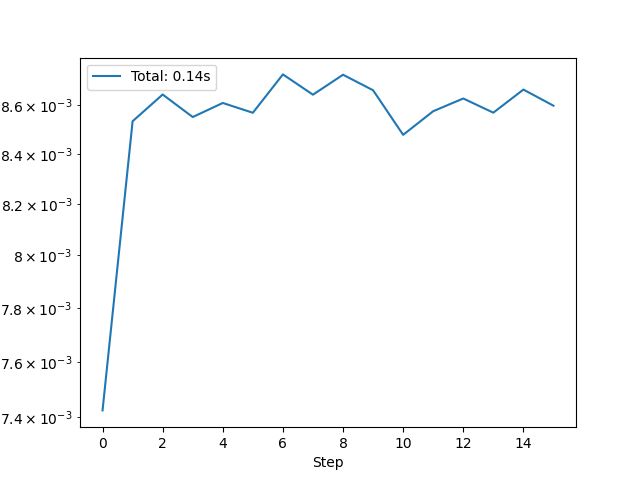 Total: 0.14s
8.6 × 10⁻³
8.4 × 10⁻³
8.2 × 10⁻³
8 × 10⁻³
7.8 × 10⁻³
7.6 × 10⁻³
7.4 × 10⁻³
0 2 4 6 8 10 12 14
Step